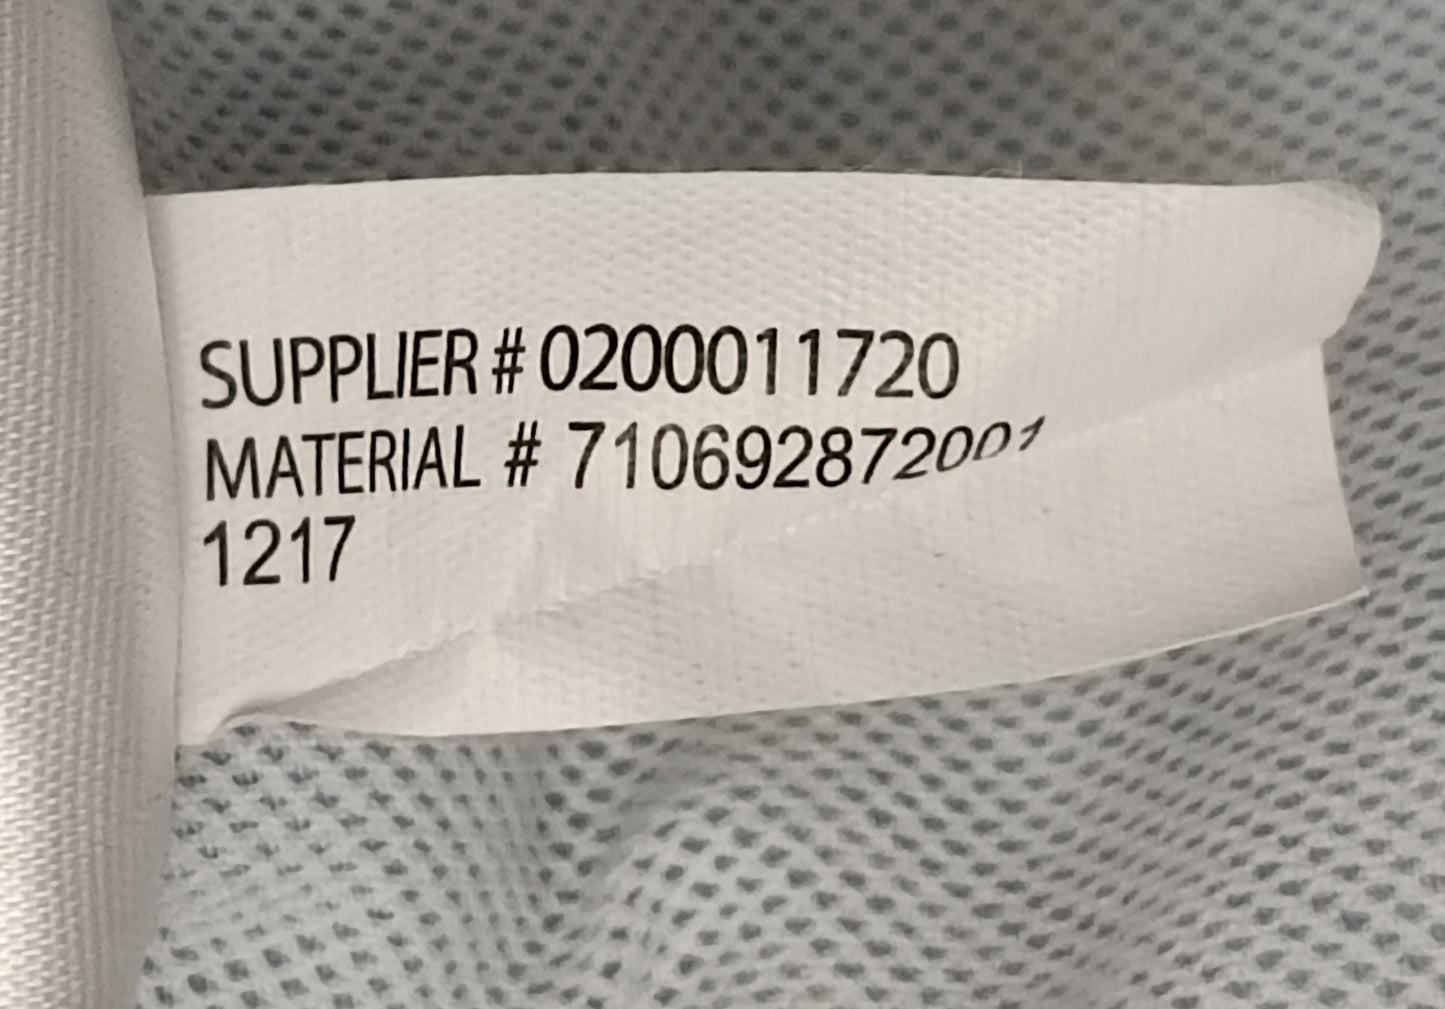 SUPPLIER # 0200011720
MATERIAL # 710692872001
1217